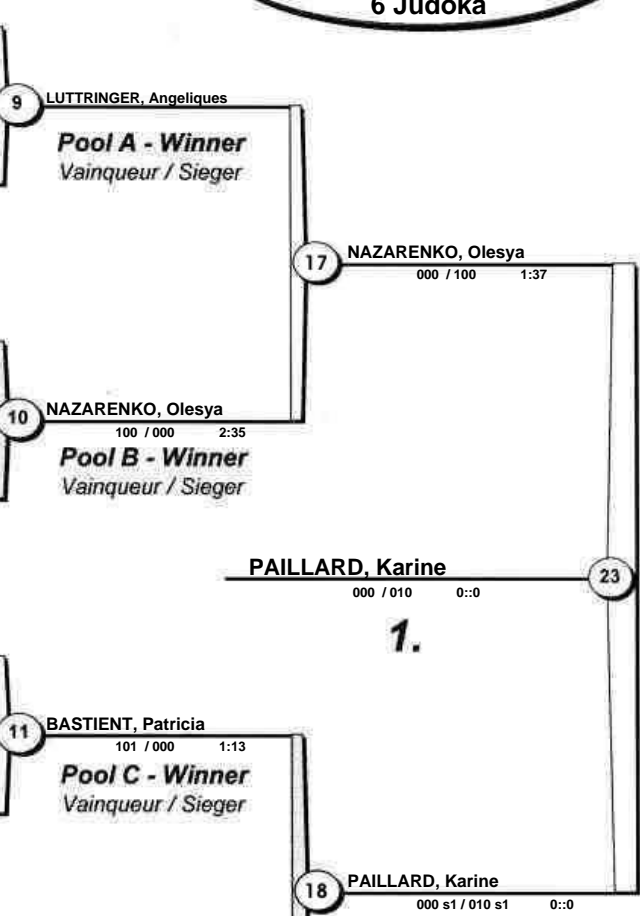 6 Judoka
9 LUTTRINGER, Angeliques
Pool A - Winner
Vainqueur / Sieger
17 NAZARENKO, Olesya
000 / 100 1:37
10 NAZARENKO, Olesya
100 / 000 2:35
Pool B - Winner
Vainqueur / Sieger
PAILLARD, Karine 23
000 / 010 0::0
1.
11 BASTIENT, Patricia
101 / 000 1:13
Pool C - Winner
Vainqueur / Sieger
18 PAILLARD, Karine
000 s1 / 010 s1 0::0